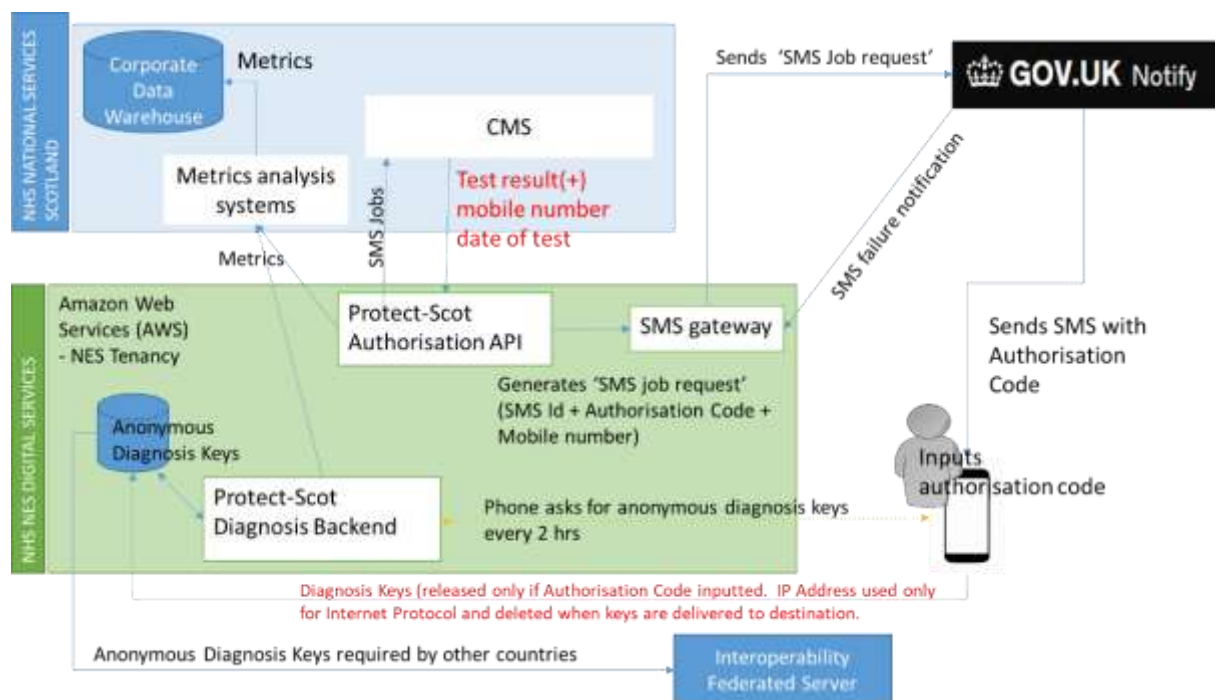 NHS NATIONAL SERVICES
SCOTLAND
Corporate
Data
Warehouse
Metrics
CMS
Metrics analysis
systems
Test result(+)
mobile number
date of test
Metrics
SMS Jobs
Sends ‘SMS Job request’
GOV.UK Notify
SMS failure notification
Sends SMS with
Authorisation
Code
NHS NES DIGITAL SERVICES
Amazon Web
Services (AWS)
- NES Tenancy
Protect-Scot
Authorisation API
SMS gateway
Generates ‘SMS job request’
(SMS Id + Authorisation Code +
Mobile number)
Anonymous
Diagnosis Keys
Protect-Scot
Diagnosis Backend
Phone asks for anonymous diagnosis keys
every 2 hrs
Inputs
authorisation code
Diagnosis Keys (released only if Authorisation Code inputted. IP Address used only
for Internet Protocol and deleted when keys are delivered to destination.
Anonymous Diagnosis Keys required by other countries
Interoperability
Federated Server